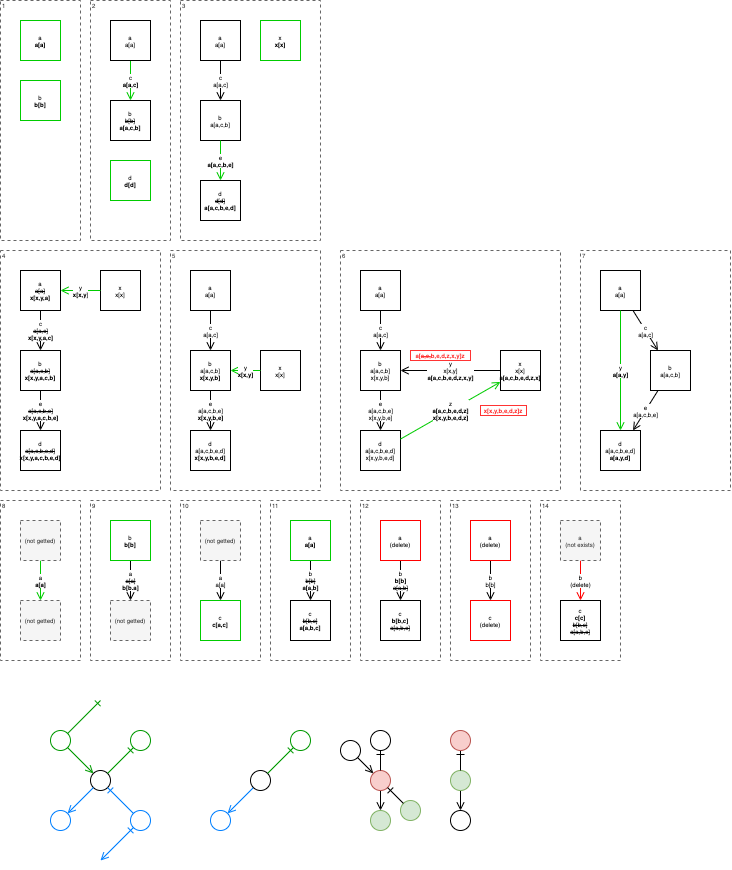 1
a
a[a]
b
b[b]
2
a
a[a]
c
a[a,c]
b
b[b]
a[a,c,b]
d
d[d]
3
a
a[a]
x
x[x]
c
a[a,c]
b
a[a,c,b]
e
a[a,c,b,e]
d
d[d]
a[a,c,b,e,d]
4
a
a[a]
x[x,y,a]
y
x[x,y]
x
x[x]
c
a[a,c]
x[x,y,a,c]
b
a[a,c,b]
x[x,y,a,c,b]
e
a[a,c,b,e]
x[x,y,a,c,b,e]
d
a[a,c,b,e,d]
x[x,y,a,c,b,e,d]
5
a
a[a]
c
a[a,c]
b
a[a,c,b]
x[x,y,b]
y
x[x,y]
x
x[x]
e
a[a,c,b,e]
x[x,y,b,e]
d
a[a,c,b,e,d]
x[x,y,b,e,d]
6
a
a[a]
c
a[a,c]
b
a[a,c,b]
x[x,y,b]
y
x[x,y]
a[a,c,b,e,d,z,x,y]
x
x[x]
a[a,c,b,e,d,z,x]
e
a[a,c,b,e]
x[x,y,b,e]
z
a[a,c,b,e,d,z]
x[x,y,b,e,d,z]
x[x,y,b,e,d,z]z
d
a[a,c,b,e,d]
x[x,y,b,e,d]
7
a
a[a]
c
a[a,c]
y
a[a,y]
b
a[a,c,b]
e
a[a,c,b,e]
d
a[a,c,b,e,d]
a[a,y,d]
8
(not getted)
a
a[a]
(not getted)
9
b
b[b]
a
a[a]
b[b,a]
(not getted)
10
(not getted)
a
a[a]
c
c[a,c]
11
a
a[a]
b
b[b]
a[a,b]
c
b[b,c]
a[a,b,c]
12
a
(delete)
b
b[b]
a[a,b]
c
b[b,c]
a[a,b,c]
13
a
(delete)
b
b[b]
c
(delete)
14
a
(not exists)
b
(delete)
c
c[c]
b[b,c]
a[a,b,c]